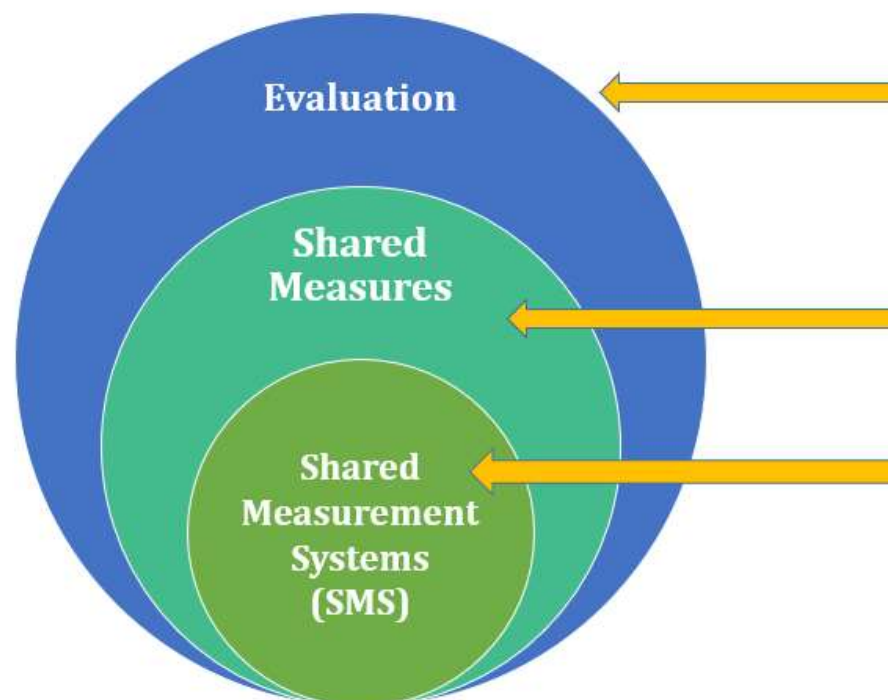 Evaluation
Shared
Measures
Shared
Measurement
Systems
(SMS)